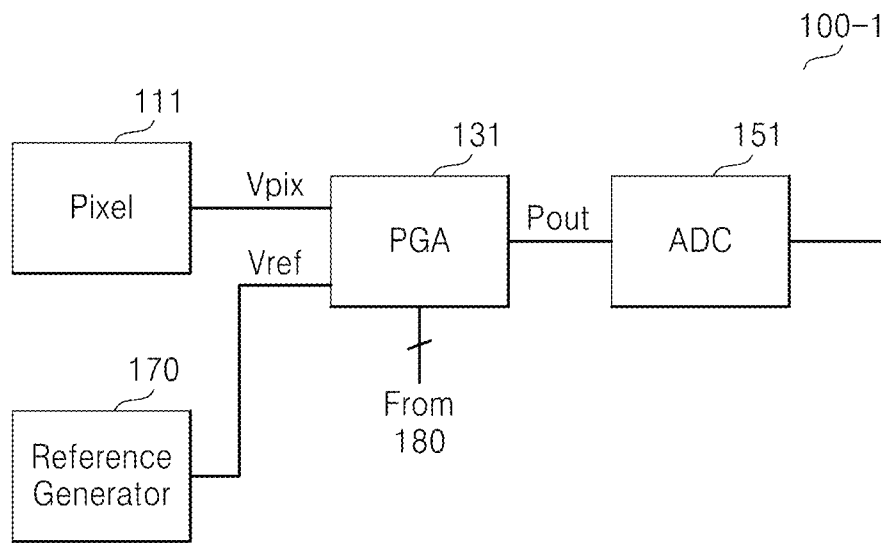 100-1
111
131
151
Pixel
Vpix
PGA
Pout
ADC
Vref
170
From
180
Reference
Generator